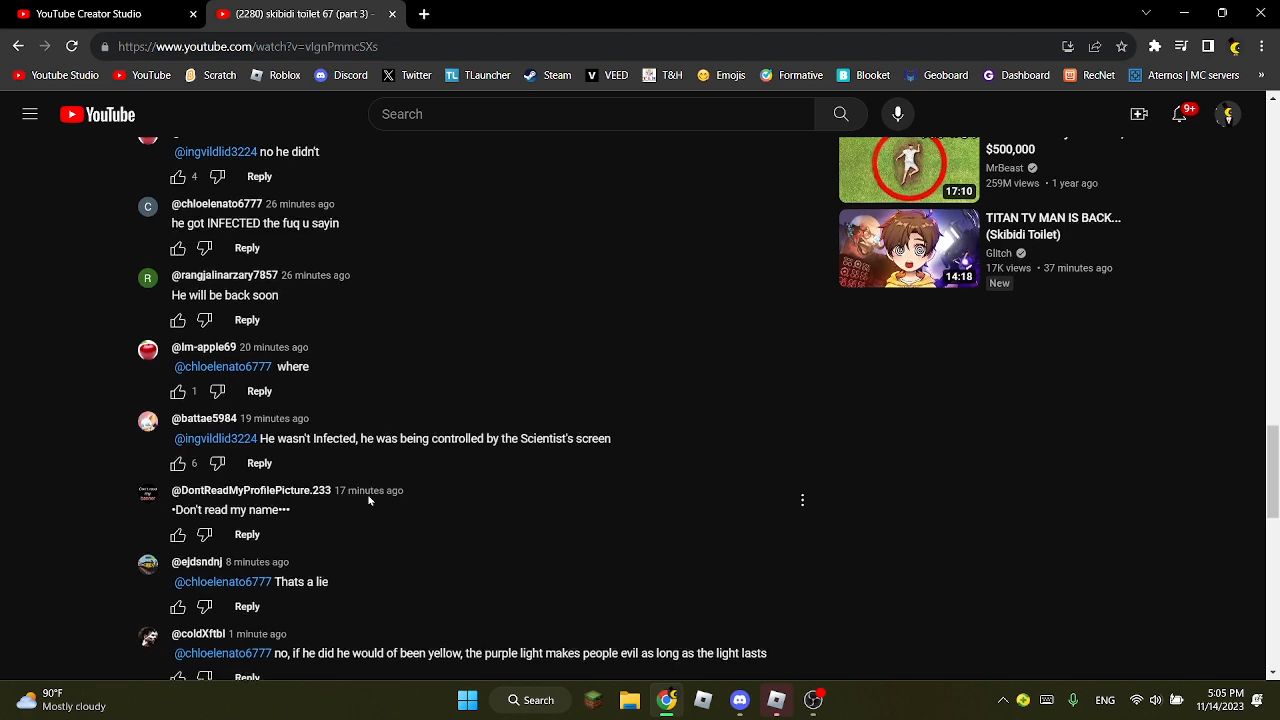 YouTube Creator Studio
(2280) skibidi toilet 67 (part 3) -
https://www.youtube.com/watch?v=vIgnPmmcSXs
Youtube Studio YouTube Scratch Roblox Discord Twitter TLauncher Steam VEED T&H Emojis Formative Blooket Geoboard Dashboard RecNet Aternos | MC servers »
YouTube
Search
9+
@ingvildlid3224 no he didn't
4 Reply
C
@chloelenato6777 26 minutes ago
he got INFECTED the fuq u sayin
Reply
R
@rangjalinarzary7857 26 minutes ago
He will be back soon
Reply
@Im-apple69 20 minutes ago
@chloelenato6777 where
1 Reply
@battae5984 19 minutes ago
@ingvildlid3224 He wasn't Infected, he was being controlled by the Scientist's screen
6 Reply
@DontReadMyProfilePicture.233 17 minutes ago
•Don't read my name•••
Reply
@ejdsndnj 8 minutes ago
@chloelenato6777 Thats a lie
Reply
@coldXftbl 1 minute ago
@chloelenato6777 no, if he did he would of been yellow, the purple light makes people evil as long as the light lasts
Reply
$500,000
MrBeast
259M views • 1 year ago
17:10
TITAN TV MAN IS BACK...
(Skibidi Toilet)
Glitch
17K views • 37 minutes ago
New
14:18
90°F
Mostly cloudy
Search
ENG
5:05 PM
11/14/2023